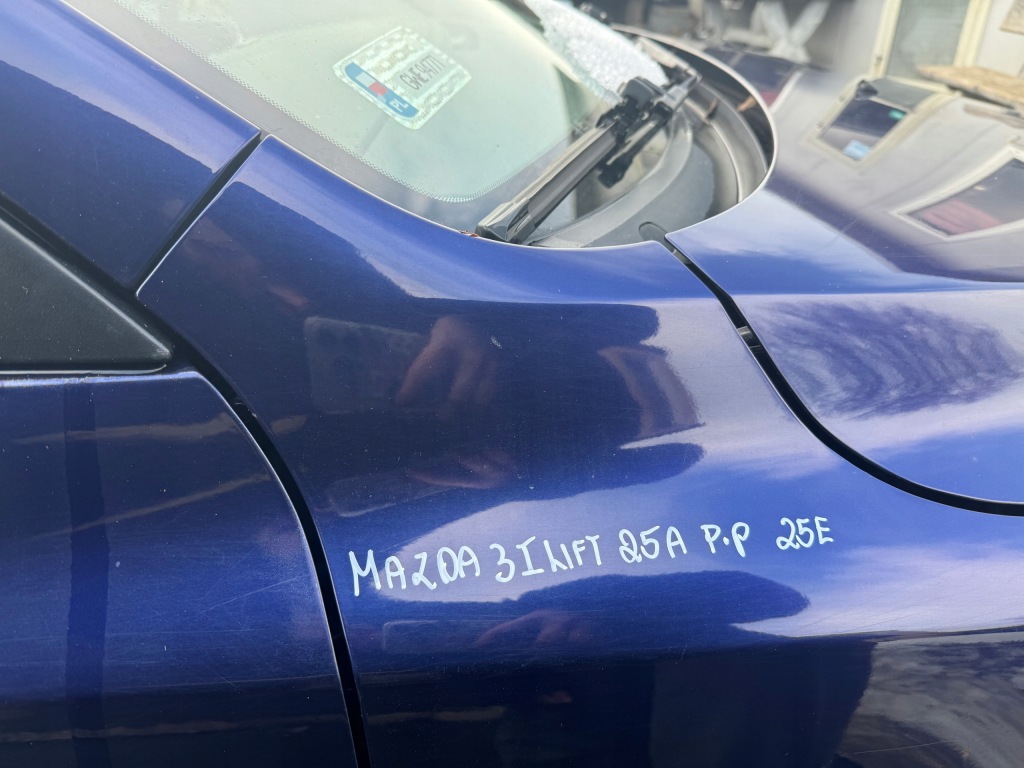 MAZDA 3 I LIFT 25A P.P 25E